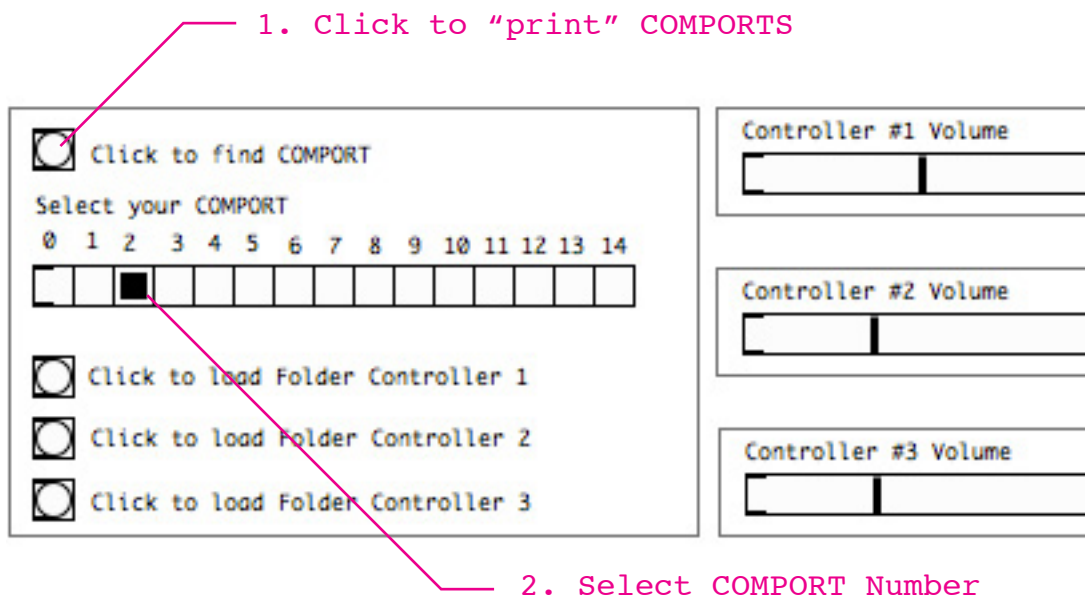 1. Click to “print” COMPORTS
Click to find COMPORT
Select your COMPORT
0 1 2 3 4 5 6 7 8 9 10 11 12 13 14
Click to load Folder Controller 1
Click to load Folder Controller 2
Click to load Folder Controller 3
Controller #1 Volume
Controller #2 Volume
Controller #3 Volume
2. Select COMPORT Number